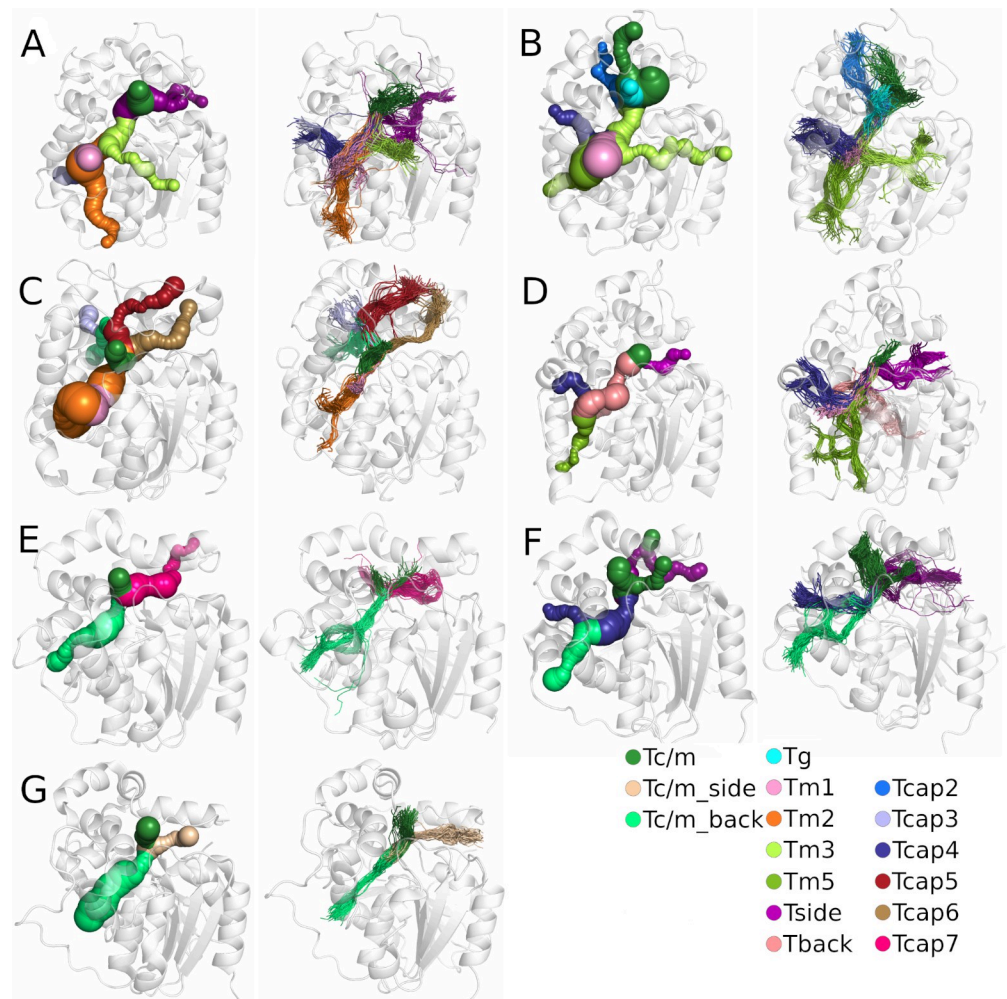 A
B
C
D
E
F
G
Tc/m
Tc/m_side
Tc/m_back
Tg
Tm1
Tm2
Tm3
Tm5
Tside
Tback
Tcap2
Tcap3
Tcap4
Tcap5
Tcap6
Tcap7